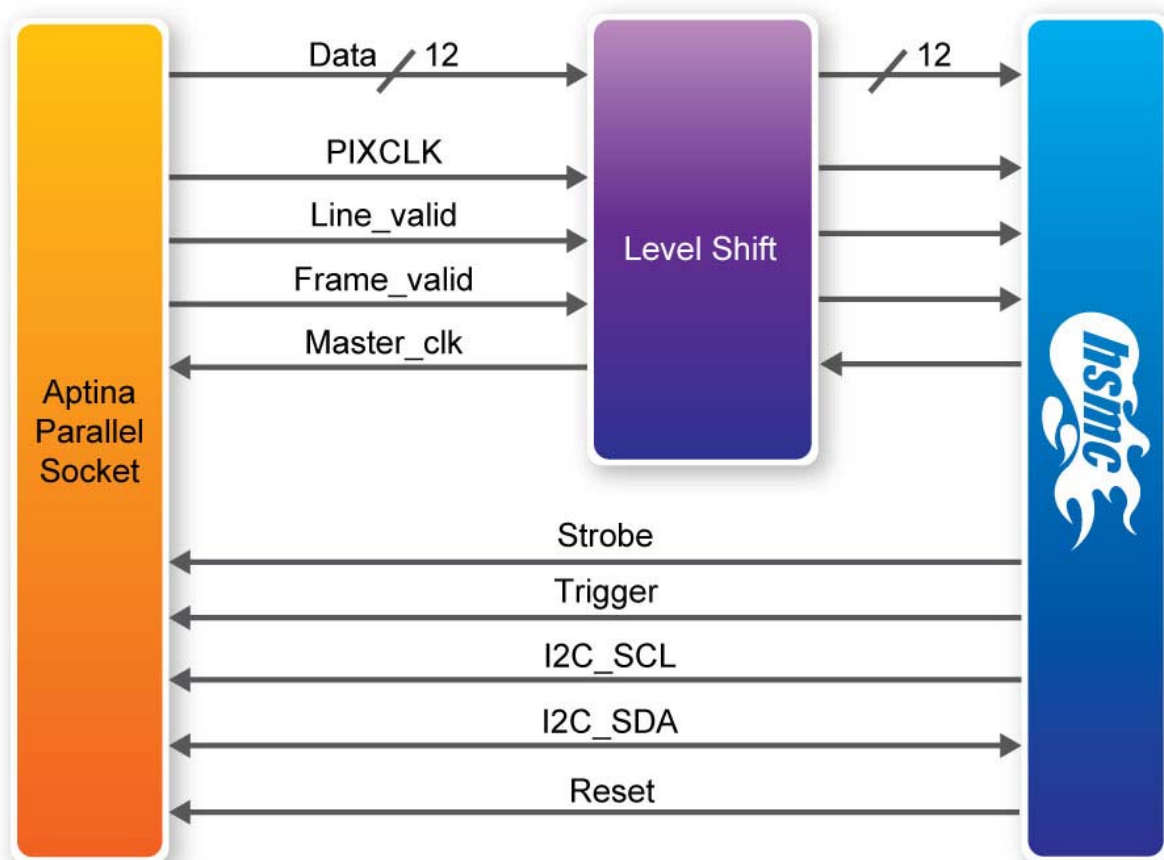 Data 12
12
PIXCLK
Line_valid
Frame_valid
Master_clk
Level Shift
Aptina
Parallel
Socket
hsmc
Strobe
Trigger
I2C_SCL
I2C_SDA
Reset